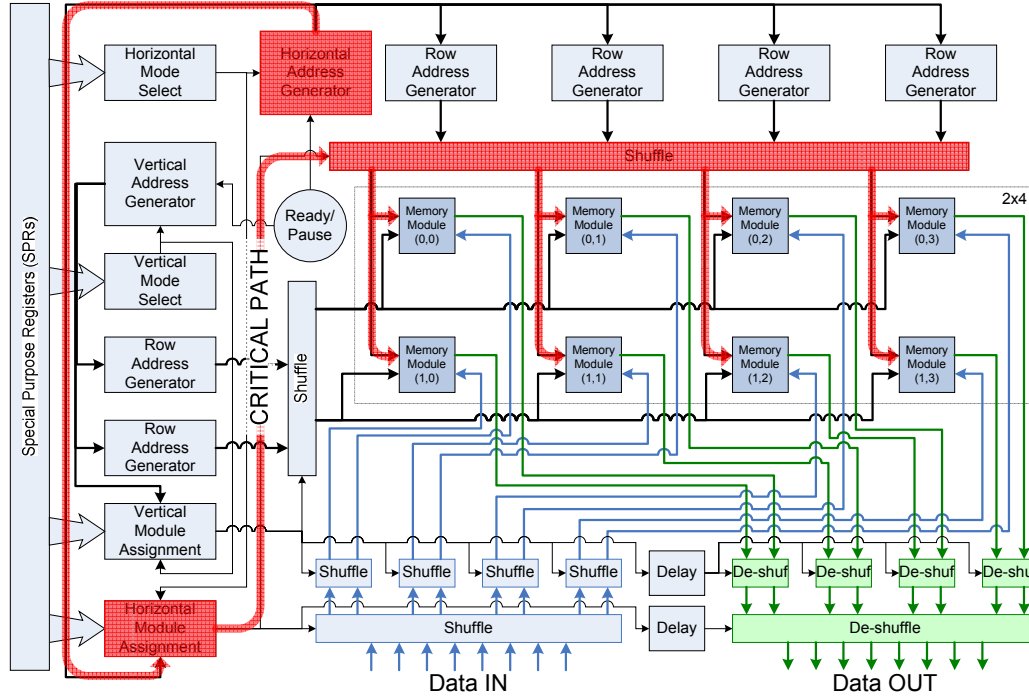 Special Purpose Registers (SPRs)
Horizontal
Mode
Select
Horizontal
Address
Generator
Row
Address
Generator
Row
Address
Generator
Row
Address
Generator
Row
Address
Generator
Shuffle
Vertical
Address
Generator
Ready/
Pause
2x4
Memory
Module
(0,0)
Memory
Module
(0,1)
Memory
Module
(0,2)
Memory
Module
(0,3)
Vertical
Mode
Select
CRITICAL PATH
Shuffle
Row
Address
Generator
Memory
Module
(1,0)
Memory
Module
(1,1)
Memory
Module
(1,2)
Memory
Module
(1,3)
Row
Address
Generator
Vertical
Module
Assignment
Shuffle
Shuffle
Shuffle
Shuffle
Delay
De-shuf
De-shuf
De-shuf
De-shuf
Horizontal
Module
Assignment
Shuffle
Delay
De-shuffle
Data IN
Data OUT